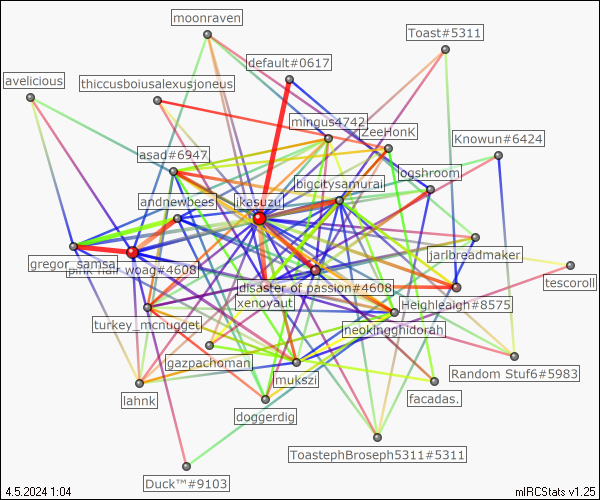 moonraven
Toast#5311
default#0617
avelicious
thiccusboiusalexusjoneus
mingus4742
ZeeHonK
Knowun#6424
asad#6947
ogshroom
bigcitysamurai
andnewbees
ikasuzu
jarlbreadmaker
gregor_samsa
woag#4608
tescoroll
disaster of passion#4608
xenoyaut
Heighleaigh#8575
turkey_mcnugget
neokingghidorah
gazpachoman
Random Stuf6#5983
mukszi
lahnk
facadas.
doggerdig
ToastephBroseph5311#5311
Duck™#9103
4.5.2024 1:04
mIRCStats v1.25